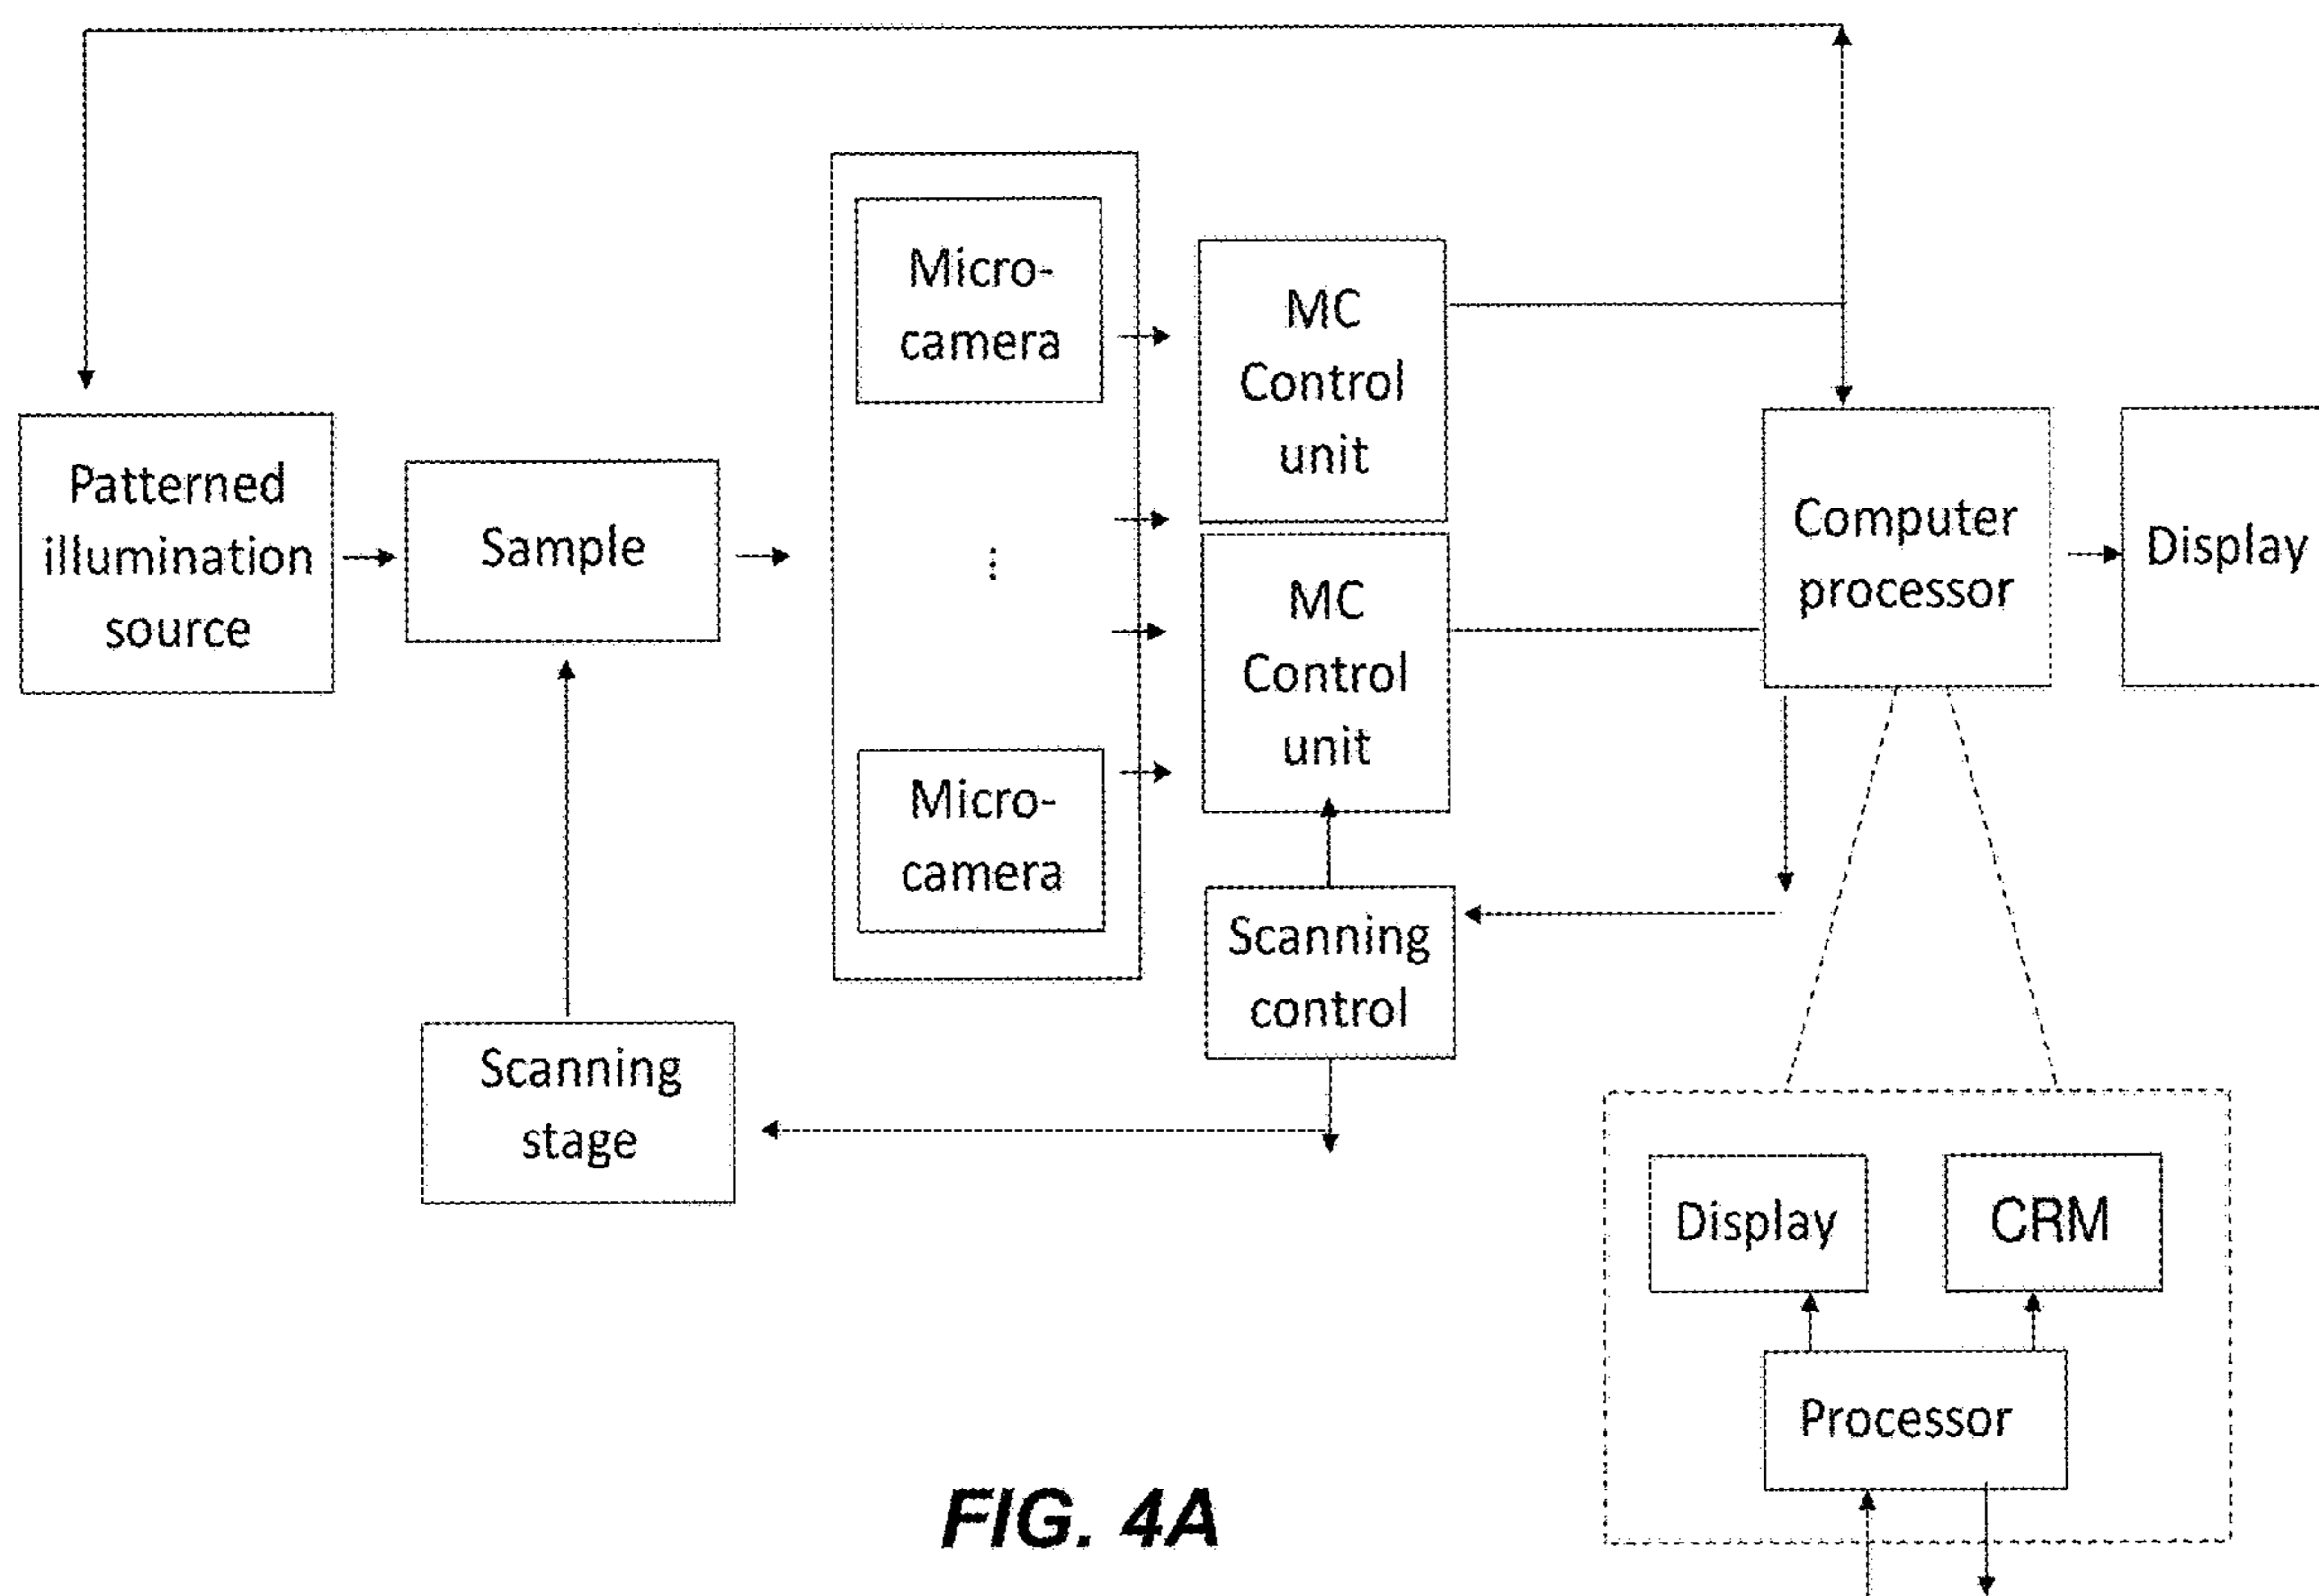 Patterned
illumination
source
Sample
Micro-
camera
⋮
Micro-
camera
MC
Control
unit
MC
Control
unit
Computer
processor
Display
Scanning
control
Scanning
stage
Display
CRM
Processor
FIG. 4A